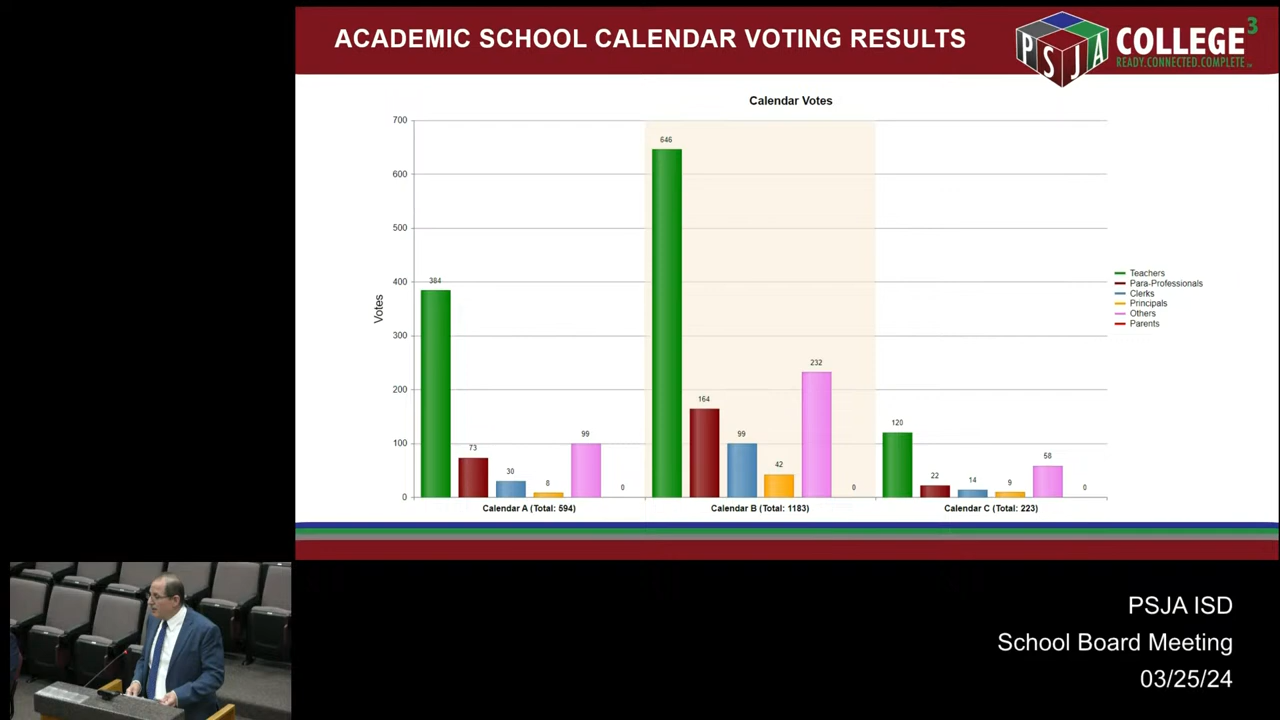 ACADEMIC SCHOOL CALENDAR VOTING RESULTS
PSJA
COLLEGE3
READY.CONNECTED.COMPLETE
Calendar Votes
700
600
500
400
300
200
100
0
Votes
384
73
30
8
99
0
646
164
99
42
232
0
120
22
14
9
58
0
Calendar A (Total: 594)
Calendar B (Total: 1183)
Calendar C (Total: 223)
Teachers
Para-Professionals
Clerks
Principals
Others
Parents
PSJA ISD
School Board Meeting
03/25/24